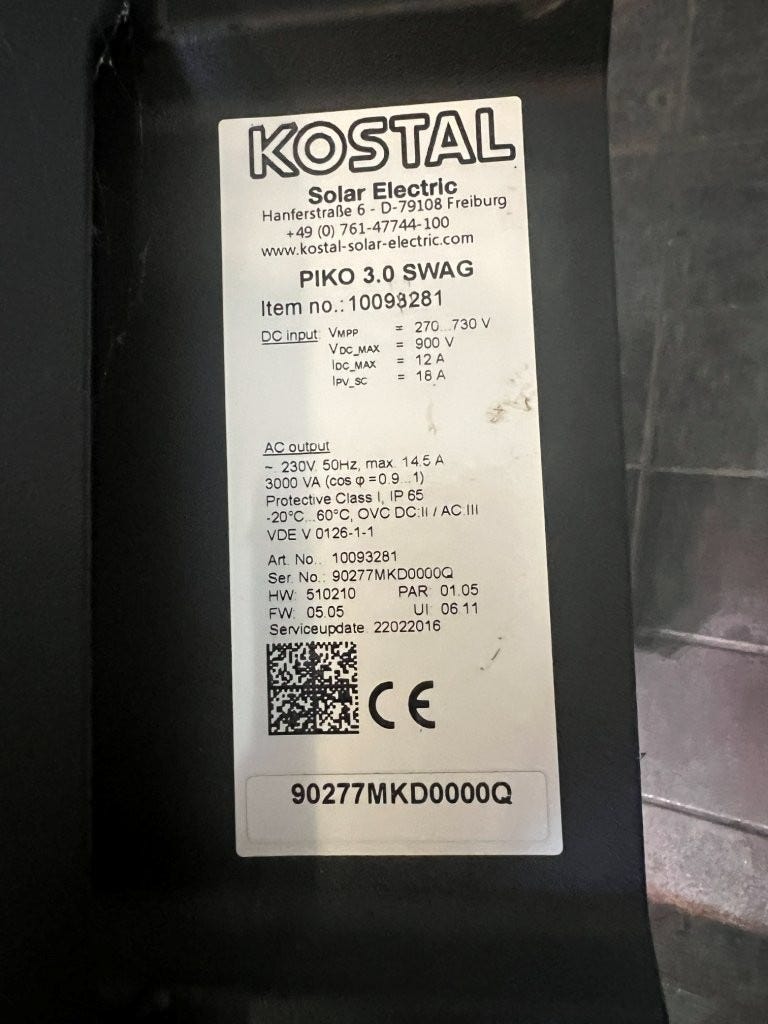 KOSTAL
Solar Electric
Hanferstraße 6 - D-79108 Freiburg
+49 (0) 761-47744-100
www.kostal-solar-electric.com
PIKO 3.0 SWAG
Item no.: 10093281
DC input: VMPP = 270...730 V
VDC_MAX = 900 V
IDC_MAX = 12 A
IPV_SC = 18 A
AC output
~ 230V, 50Hz, max. 14.5 A
3000 VA (cos φ =0.9...1)
Protective Class I, IP 65
-20°C...60°C, OVC DC:II / AC:III
VDE V 0126-1-1
Art. No.: 10093281
Ser. No.: 90277MKD0000Q
HW: 510210 PAR: 01.05
FW: 05.05 UI: 06.11
Serviceupdate: 22022016
CE
90277MKD0000Q